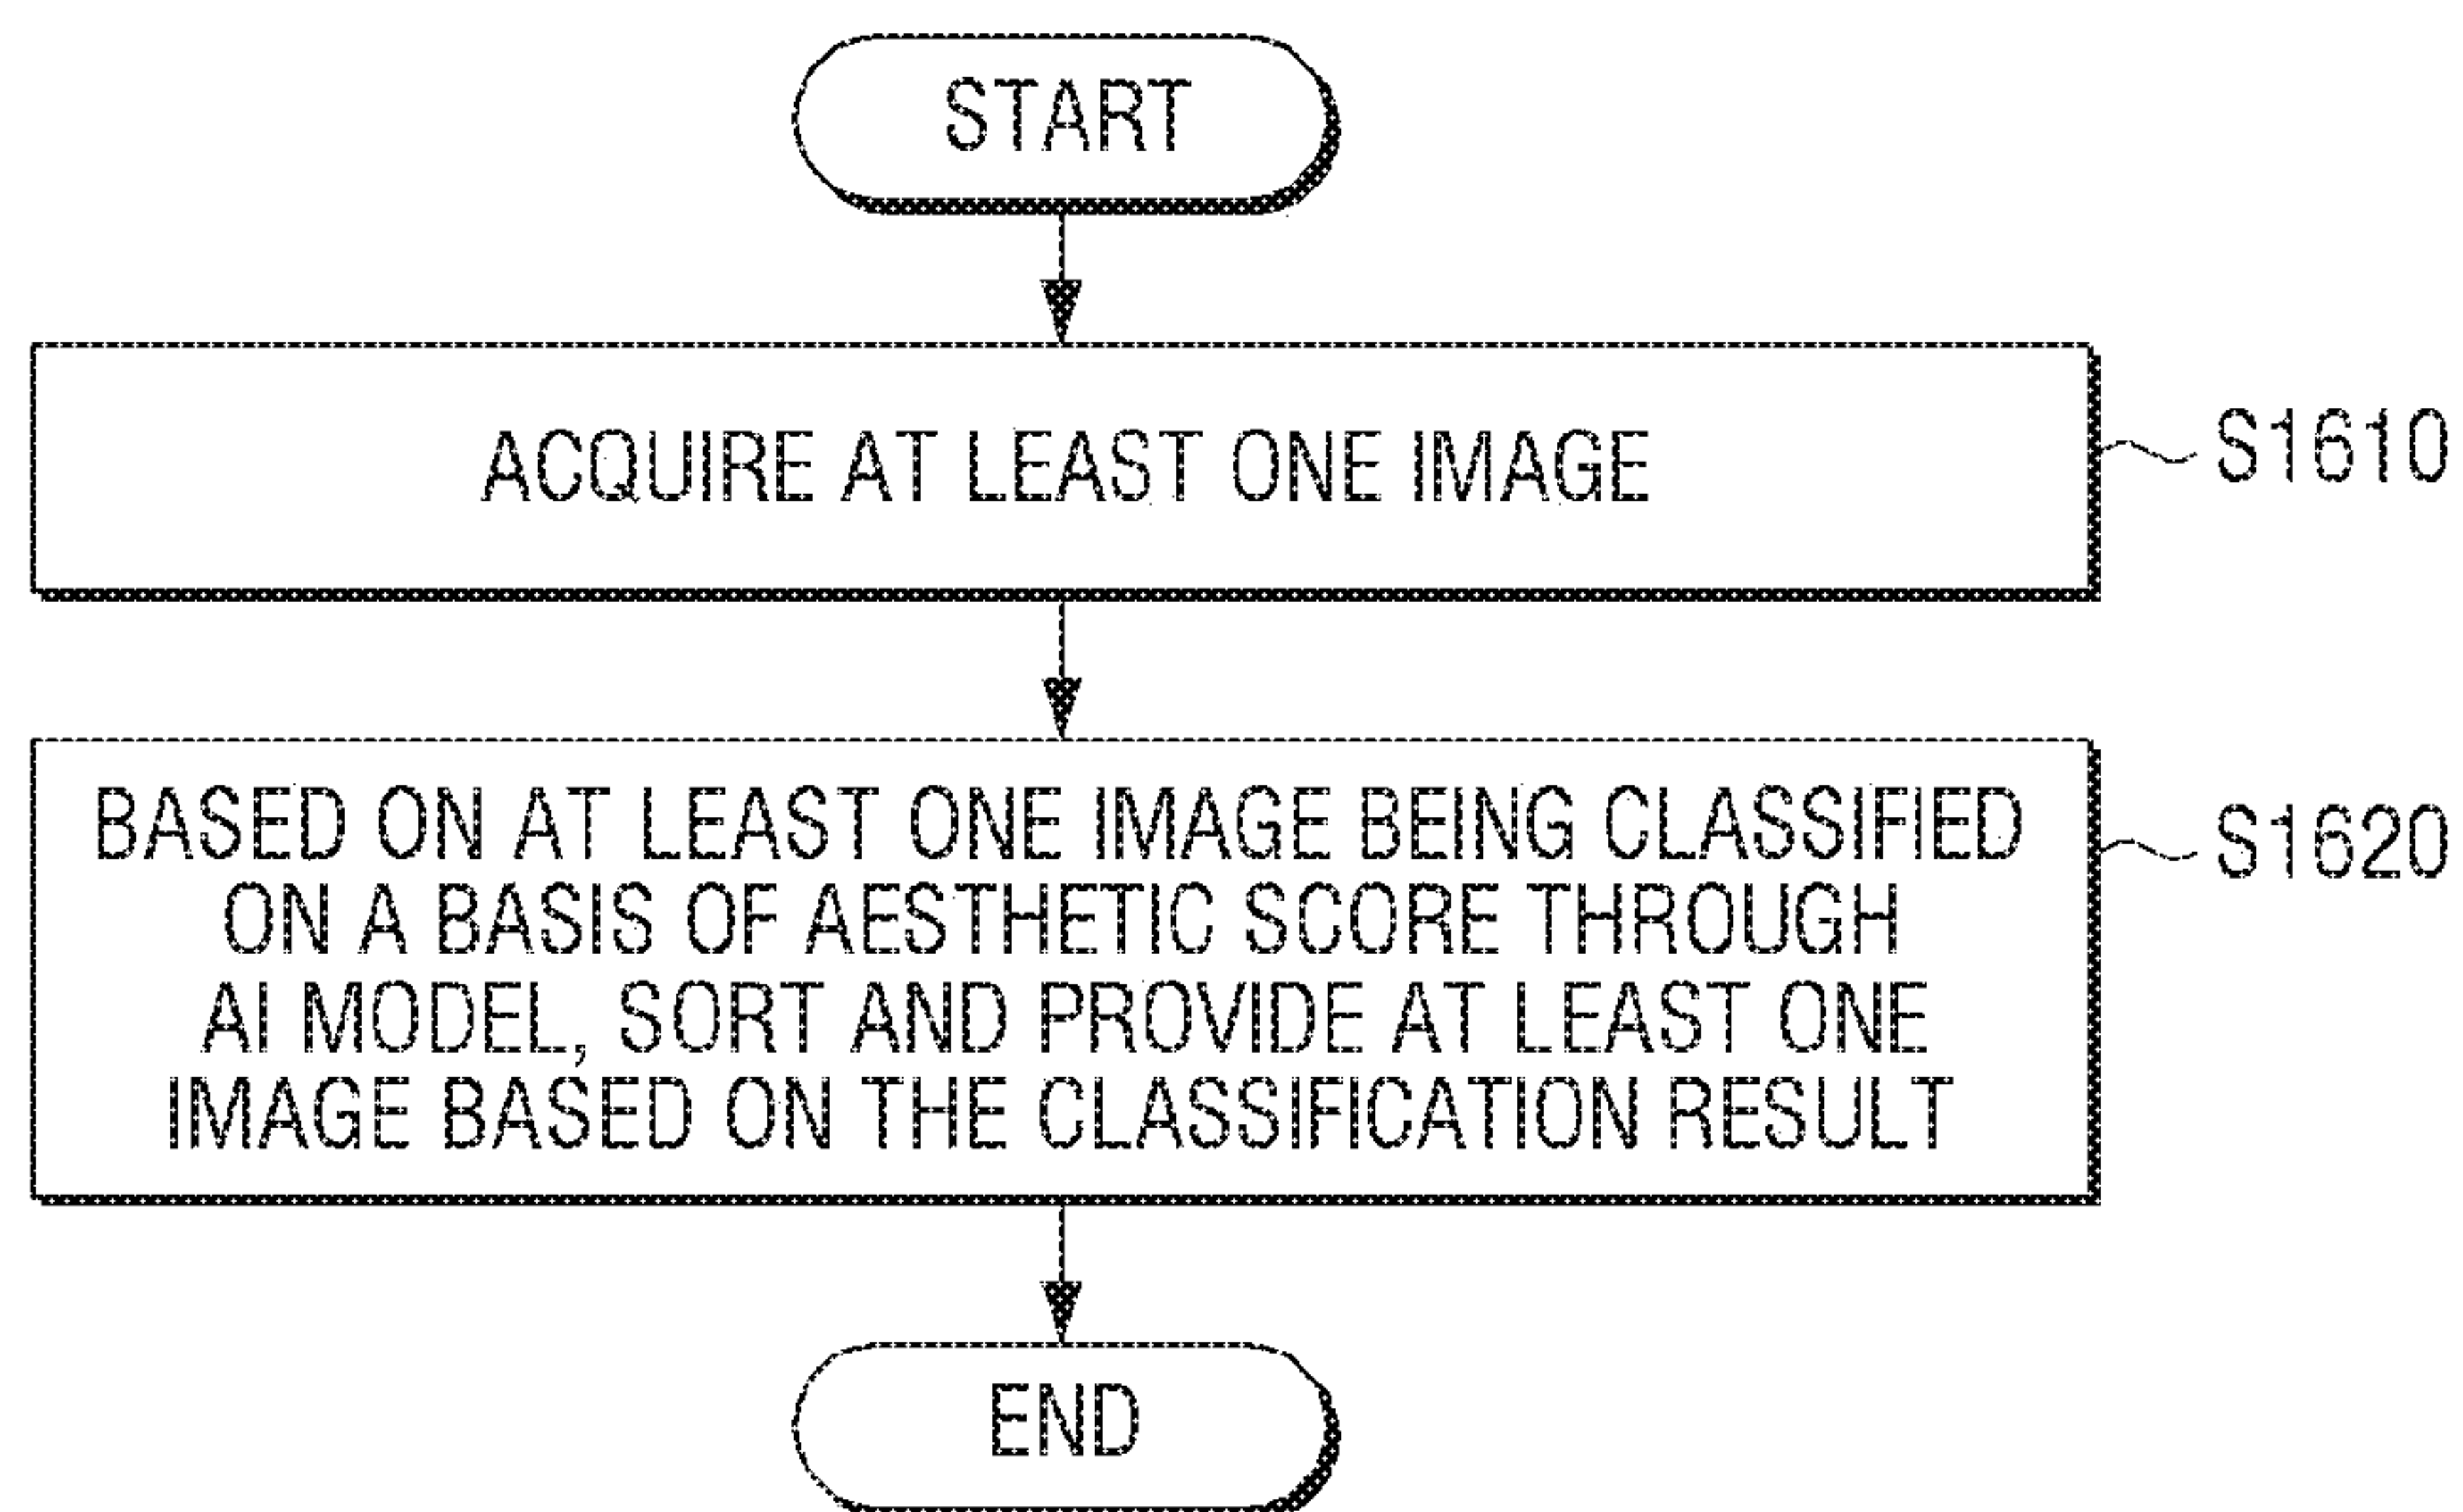 START
ACQUIRE AT LEAST ONE IMAGE
S1610
BASED ON AT LEAST ONE IMAGE BEING CLASSIFIED
ON A BASIS OF AESTHETIC SCORE THROUGH
AI MODEL, SORT AND PROVIDE AT LEAST ONE
IMAGE BASED ON THE CLASSIFICATION RESULT
S1620
END